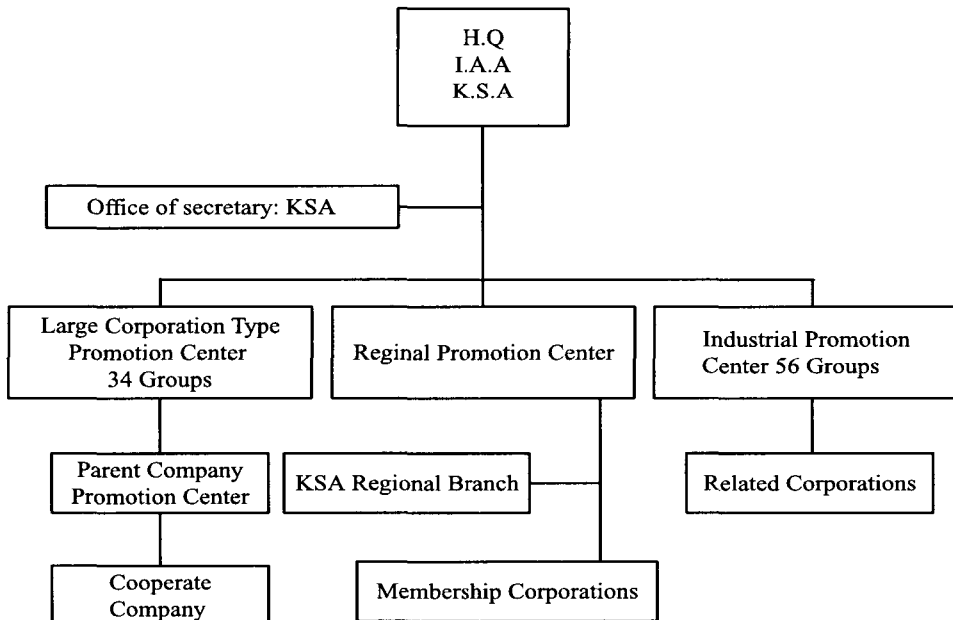 H.Q
I.A.A
K.S.A
Office of secretary: KSA
Large Corporation Type
Promotion Center
34 Groups
Reginal Promotion Center
Industrial Promotion
Center 56 Groups
Parent Company
Promotion Center
KSA Regional Branch
Related Corporations
Cooperate
Company
Membership Corporations